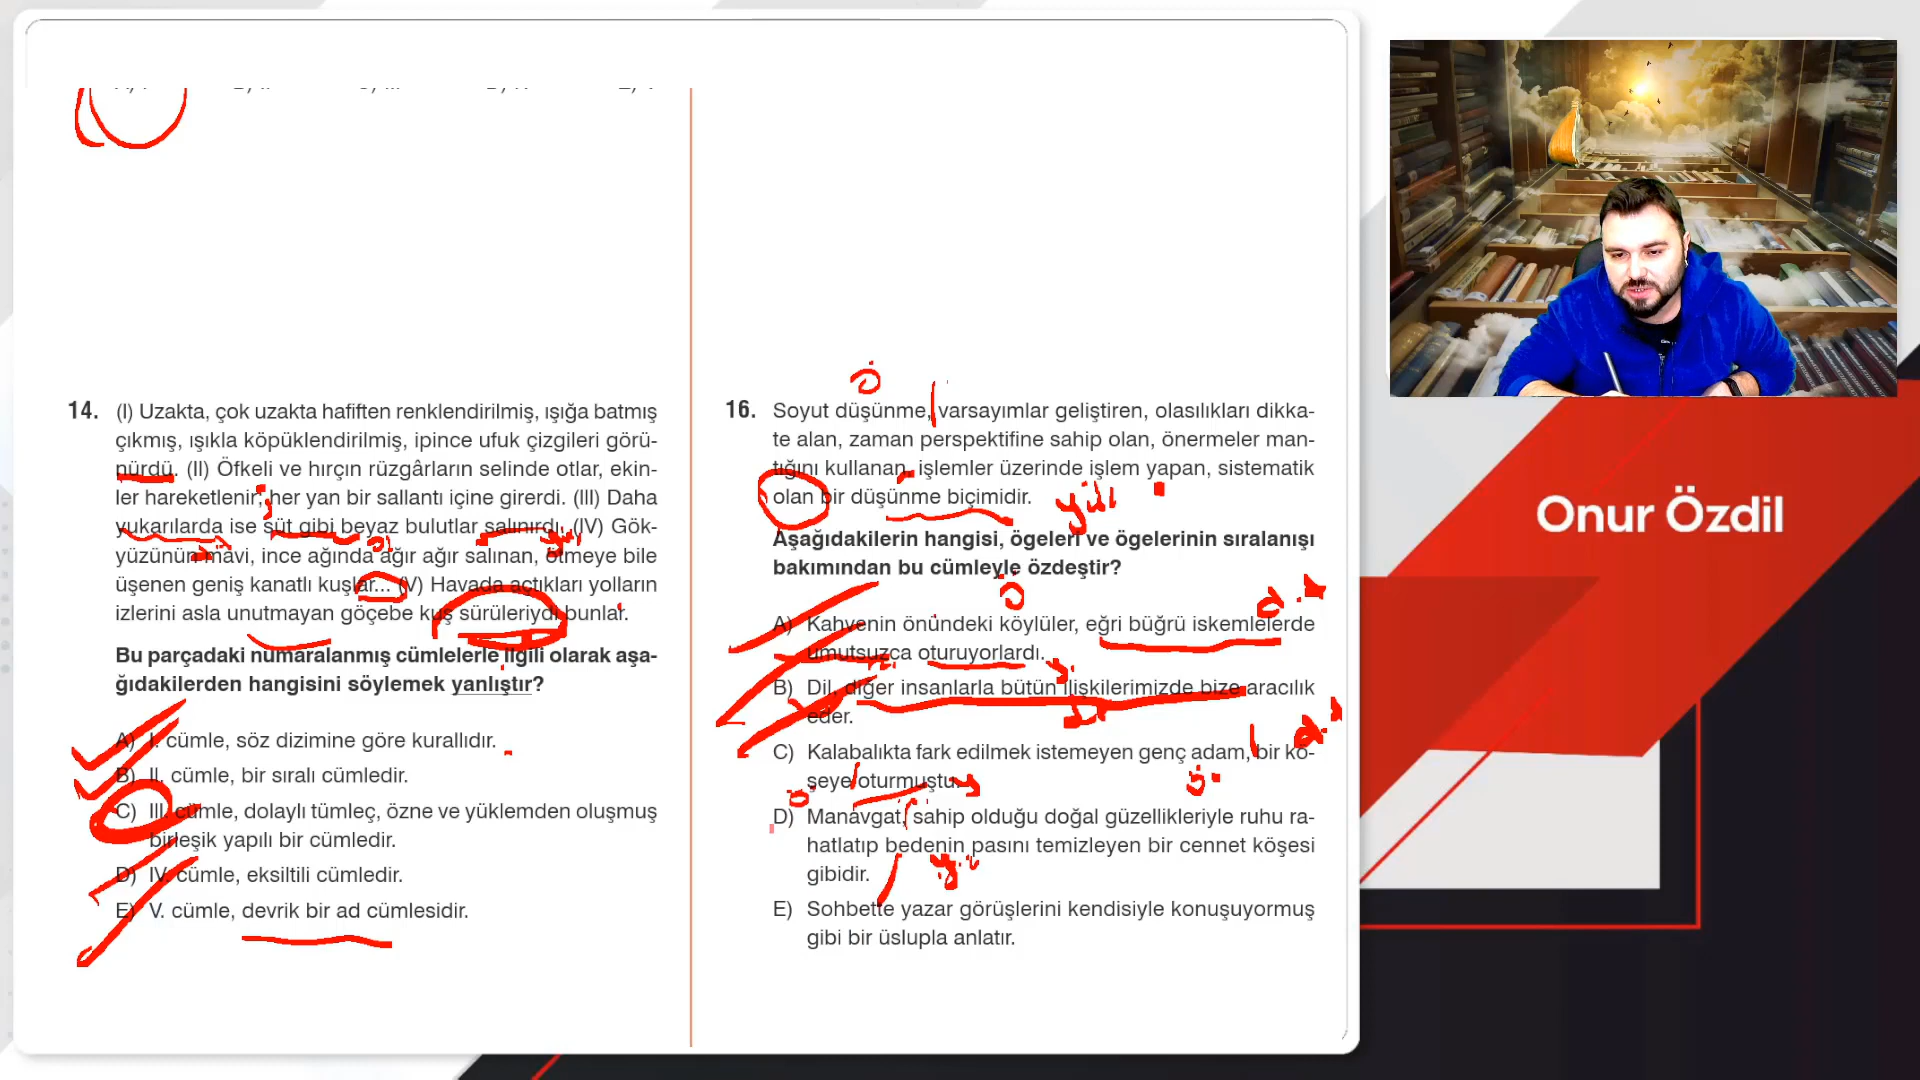 14. (I) Uzakta, çok uzakta hafiften renklendirilmiş, ışığa batmış
çıkmış, ışıkla köpüklendirilmiş, ipince ufuk çizgileri görü-
nürdü. (II) Öfkeli ve hırçın rüzgârların selinde otlar, ekin-
ler hareketlenir; her yan bir sallantı içine girerdi. (III) Daha
yukarılarda ise süt gibi beyaz bulutlar salınırdı. (IV) Gök-
yüzünün mavi, ince ağında ağır ağır salınan, ötmeye bile
üşenen geniş kanatlı kuşlar... (V) Havada açtıkları yolların
izlerini asla unutmayan göçebe kuş sürüleriydi bunlar.
Bu parçadaki numaralanmış cümlelerle ilgili olarak aşa-
ğıdakilerden hangisini söylemek yanlıştır?
A) I. cümle, söz dizimine göre kurallıdır.
B) II. cümle, bir sıralı cümledir.
C) III. cümle, dolaylı tümleç, özne ve yüklemden oluşmuş
birleşik yapılı bir cümledir.
D) IV. cümle, eksiltili cümledir.
E) V. cümle, devrik bir ad cümlesidir.
Ö
16. Soyut düşünme, varsayımlar geliştiren, olasılıkları dikka-
te alan, zaman perspektifine sahip olan, önermeler man-
tığını kullanan, işlemler üzerinde işlem yapan, sistematik
olan bir düşünme biçimidir.
Aşağıdakilerin hangisi, ögeleri ve ögelerinin sıralanışı
bakımından bu cümleyle özdeştir?
Ö
A) Kahvenin önündeki köylüler, eğri büğrü iskemlelerde
umutsuzca oturuyorlardı.
B) Dil, diğer insanlarla bütün ilişkilerimizde bize aracılık
eder.
C) Kalabalıkta fark edilmek istemeyen genç adam, bir kö-
şeye oturmuştu.
D) Manavgat, sahip olduğu doğal güzellikleriyle ruhu ra-
hatlatıp bedenin pasını temizleyen bir cennet köşesi
gibidir.
E) Sohbette yazar görüşlerini kendisiyle konuşuyormuş
gibi bir üslupla anlatır.
Onur Özdil